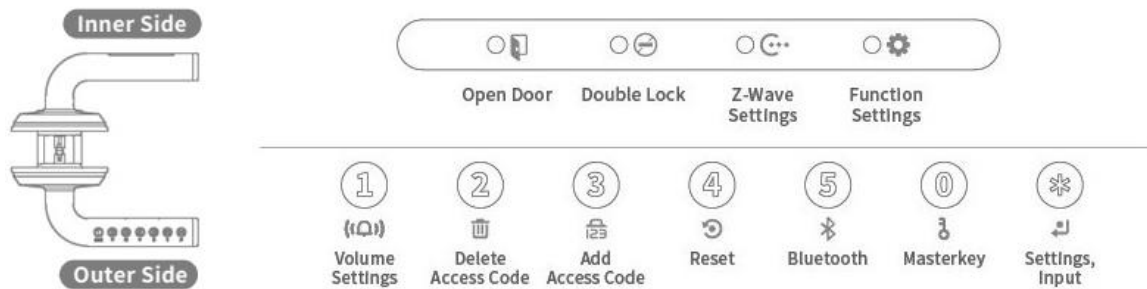 Inner Side
Open Door
Double Lock
Z-Wave
Settings
Function
Settings
1
2
3
4
5
0
*
123
Volume
Settings
Delete
Access Code
Add
Access Code
Reset
Bluetooth
Masterkey
Settings,
Input
Outer Side